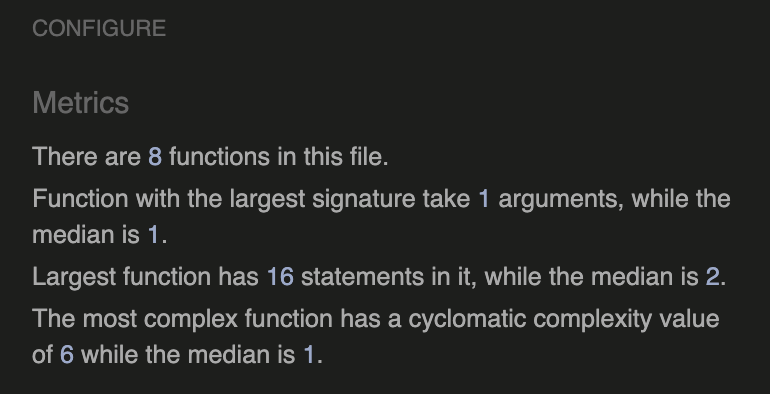 CONFIGURE
Metrics
There are 8 functions in this file.
Function with the largest signature take 1 arguments, while the
median is 1.
Largest function has 16 statements in it, while the median is 2.
The most complex function has a cyclomatic complexity value
of 6 while the median is 1.